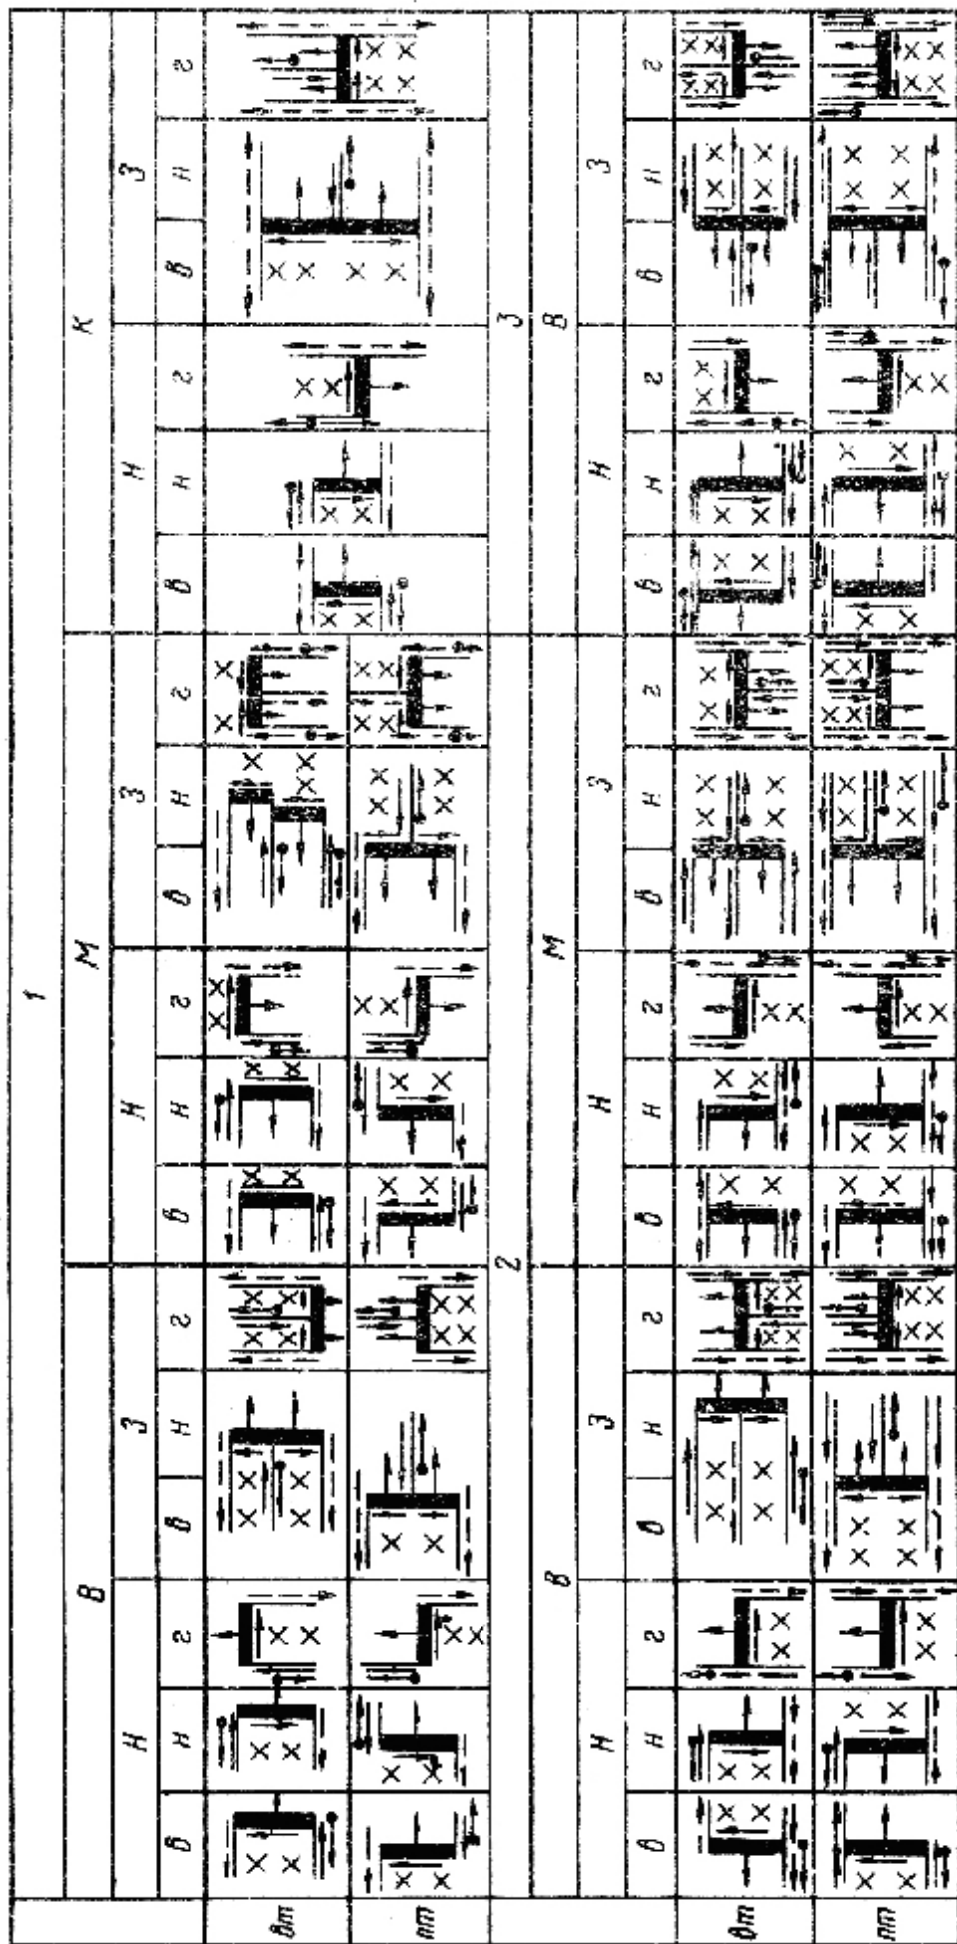 1
В М К
Н З Н З Н З
в н г в н г в н г в н г в н г в н г
вт
пт
2 3
В М В
Н З Н З Н З
в н г в н г в н г в н г в н г в н г
вт
пт